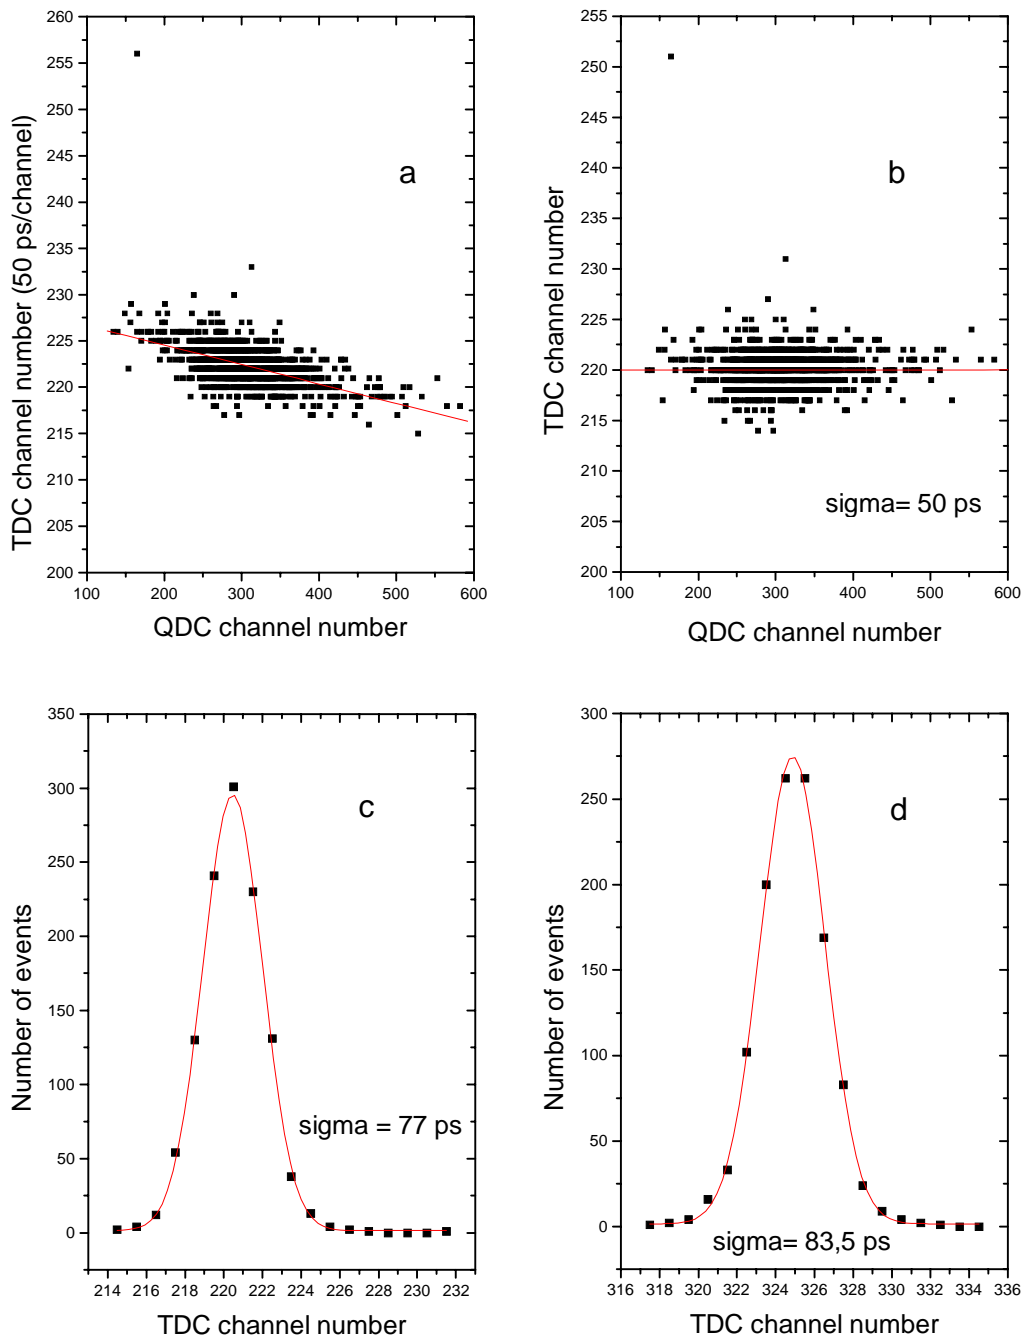 260
255
250
245
240
235
230
225
220
215
210
205
200
TDC channel number (50 ps/channel)
a
100 200 300 400 500 600
QDC channel number
255
250
245
240
235
230
225
220
215
210
205
200
TDC channel number
b
sigma= 50 ps
100 200 300 400 500 600
QDC channel number
350
300
250
200
150
100
50
0
Number of events
c
sigma = 77 ps
214 216 218 220 222 224 226 228 230 232
TDC channel number
300
250
200
150
100
50
0
Number of events
d
sigma= 83,5 ps
316 318 320 322 324 326 328 330 332 334 336
TDC channel number